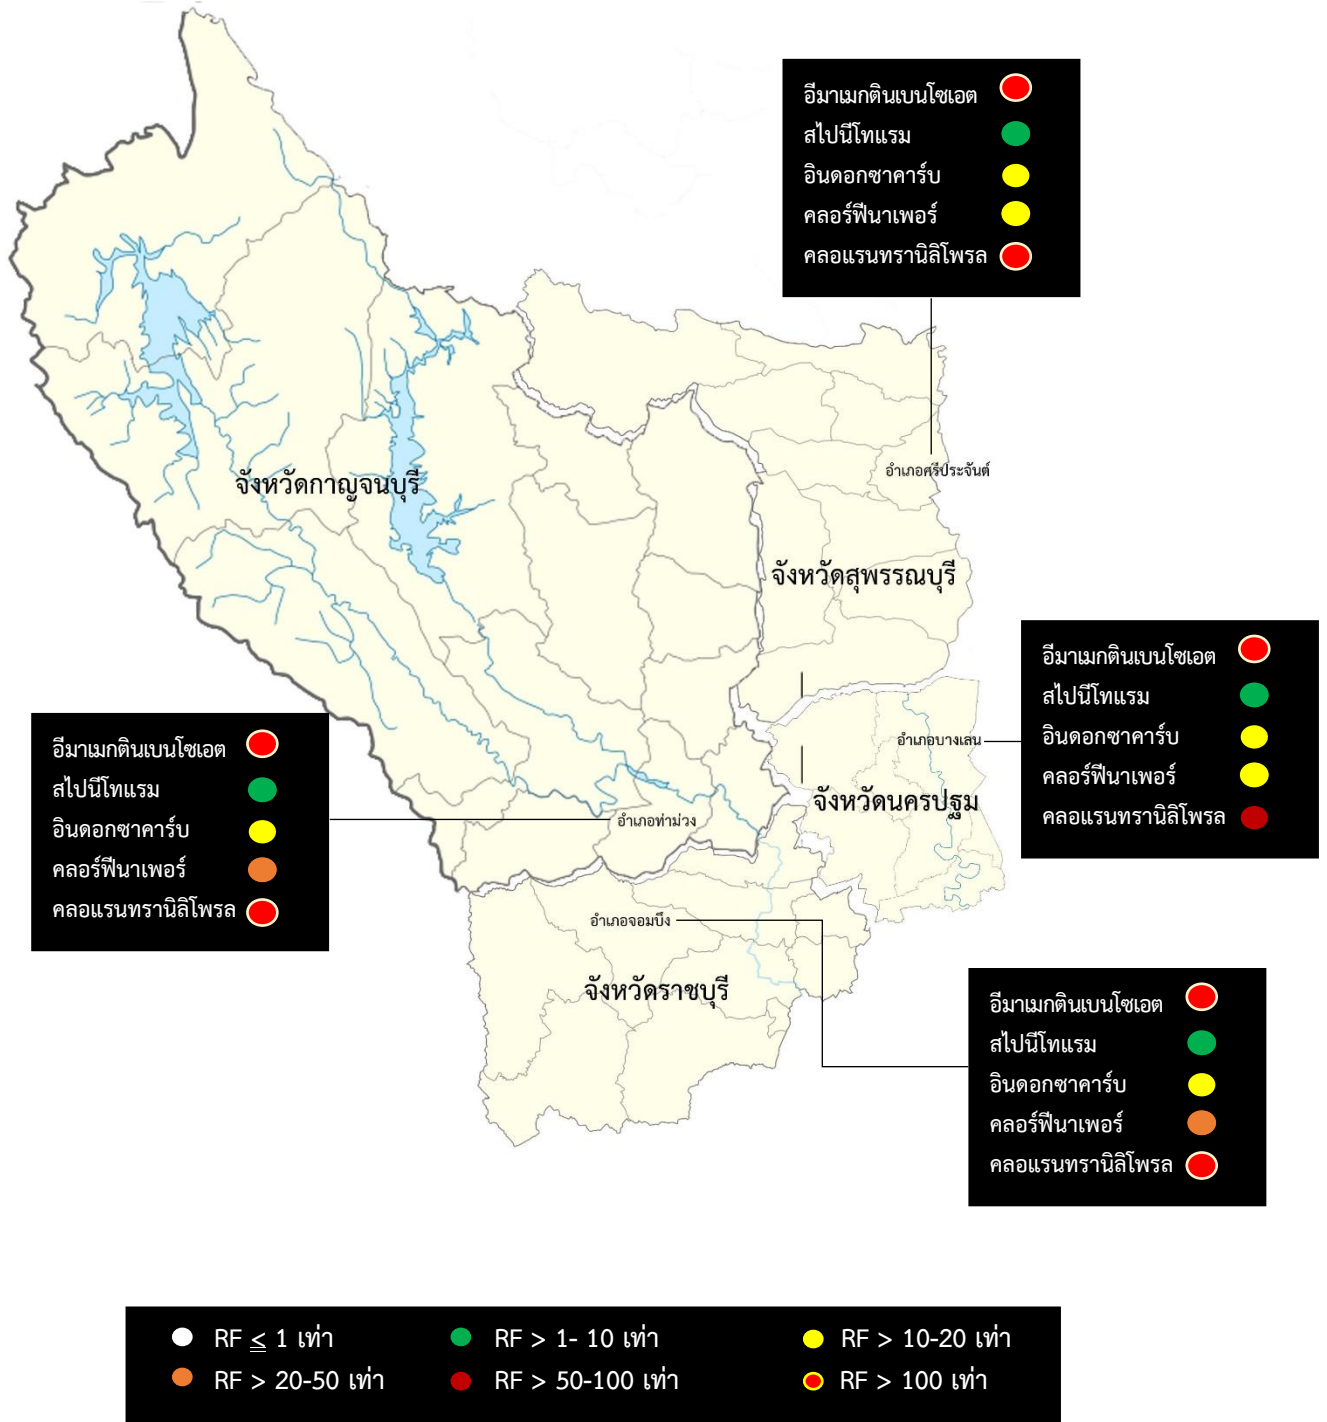 อีมาเมกตินเบนโซเอต
สไปนีโทแรม
อินดอกซาคาร์บ
คลอร์ฟีนาเพอร์
คลอแรนทรานิลิโพรล
อำเภอศรีประจันต์
จังหวัดกาญจนบุรี
จังหวัดสุพรรณบุรี
อีมาเมกตินเบนโซเอต
สไปนีโทแรม
อินดอกซาคาร์บ
คลอร์ฟีนาเพอร์
คลอแรนทรานิลิโพรล
อำเภอบางเลน
จังหวัดนครปฐม
อีมาเมกตินเบนโซเอต
สไปนีโทแรม
อินดอกซาคาร์บ
คลอร์ฟีนาเพอร์
คลอแรนทรานิลิโพรล
อำเภอท่าม่วง
อำเภอจอมบึง
จังหวัดราชบุรี
อีมาเมกตินเบนโซเอต
สไปนีโทแรม
อินดอกซาคาร์บ
คลอร์ฟีนาเพอร์
คลอแรนทรานิลิโพรล
RF ≤ 1 เท่า RF > 1- 10 เท่า RF > 10-20 เท่า
RF > 20-50 เท่า RF > 50-100 เท่า RF > 100 เท่า